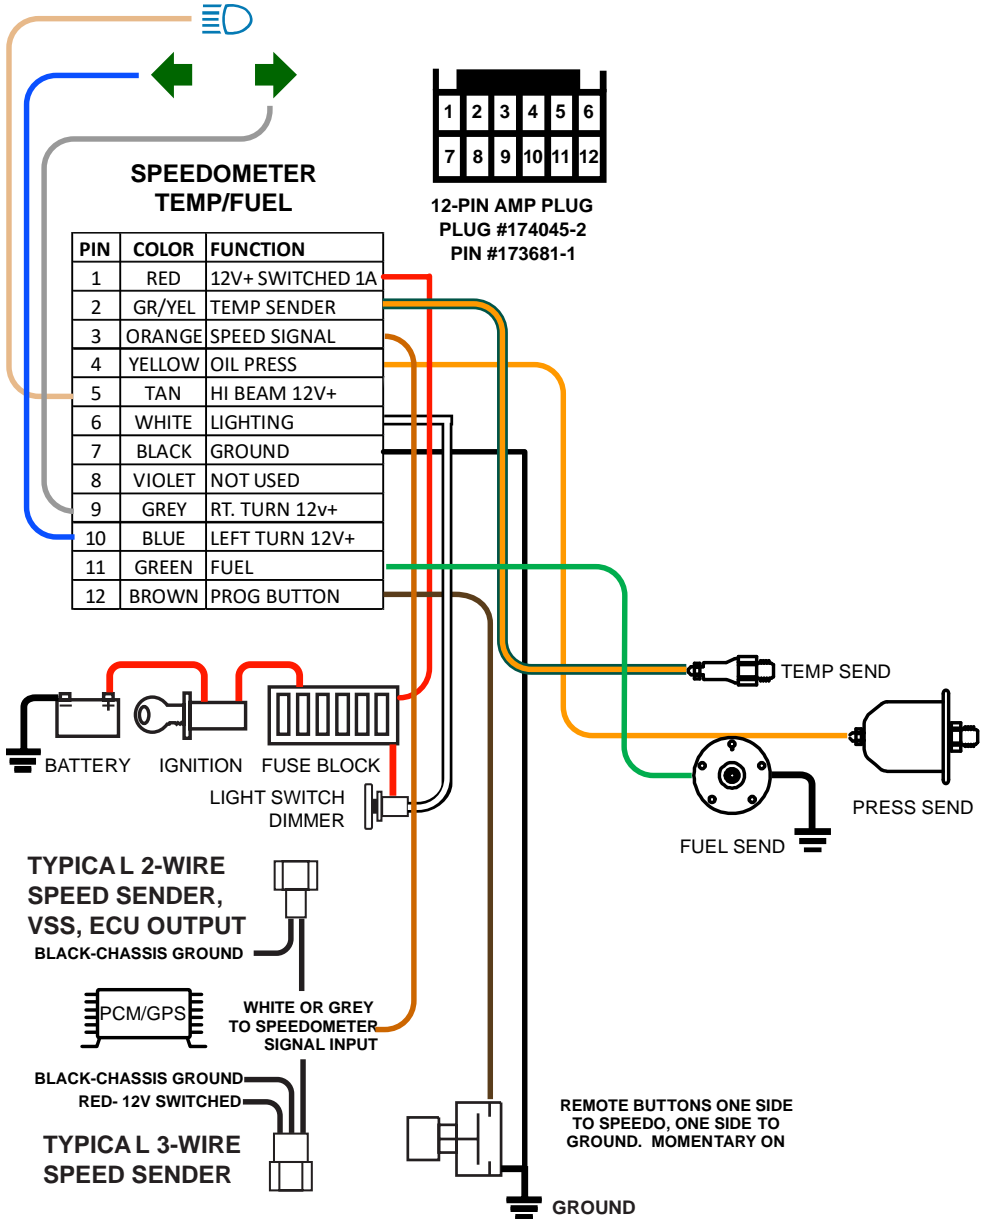 1 2 3 4 5 6
7 8 9 10 11 12
12-PIN AMP PLUG
PLUG #174045-2
PIN #173681-1
SPEEDOMETER
TEMP/FUEL
PIN COLOR FUNCTION
1 RED 12V+ SWITCHED 1A
2 GR/YEL TEMP SENDER
3 ORANGE SPEED SIGNAL
4 YELLOW OIL PRESS
5 TAN HI BEAM 12V+
6 WHITE LIGHTING
7 BLACK GROUND
8 VIOLET NOT USED
9 GREY RT. TURN 12v+
10 BLUE LEFT TURN 12V+
11 GREEN FUEL
12 BROWN PROG BUTTON
TEMP SEND
PRESS SEND
FUEL SEND
- +
BATTERY
IGNITION
FUSE BLOCK
LIGHT SWITCH
DIMMER
TYPICAL 2-WIRE
SPEED SENDER,
VSS, ECU OUTPUT
BLACK-CHASSIS GROUND
PCM/GPS
WHITE OR GREY
TO SPEEDOMETER
SIGNAL INPUT
BLACK-CHASSIS GROUND
RED- 12V SWITCHED
TYPICAL 3-WIRE
SPEED SENDER
REMOTE BUTTONS ONE SIDE
TO SPEEDO, ONE SIDE TO
GROUND. MOMENTARY ON
GROUND